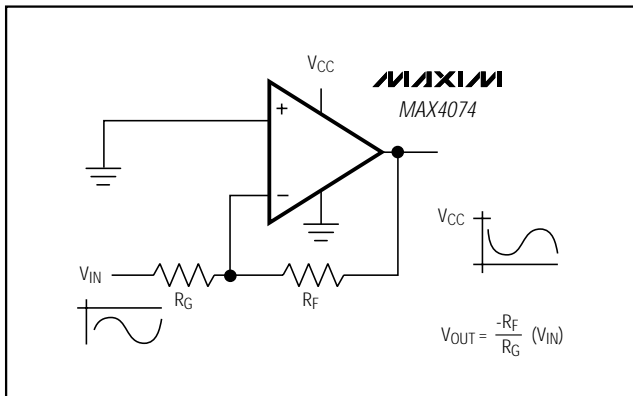 VCC
MAXIM
MAX4074
+
−
VCC
VIN
RG
RF
VOUT = -RF/RG (VIN)